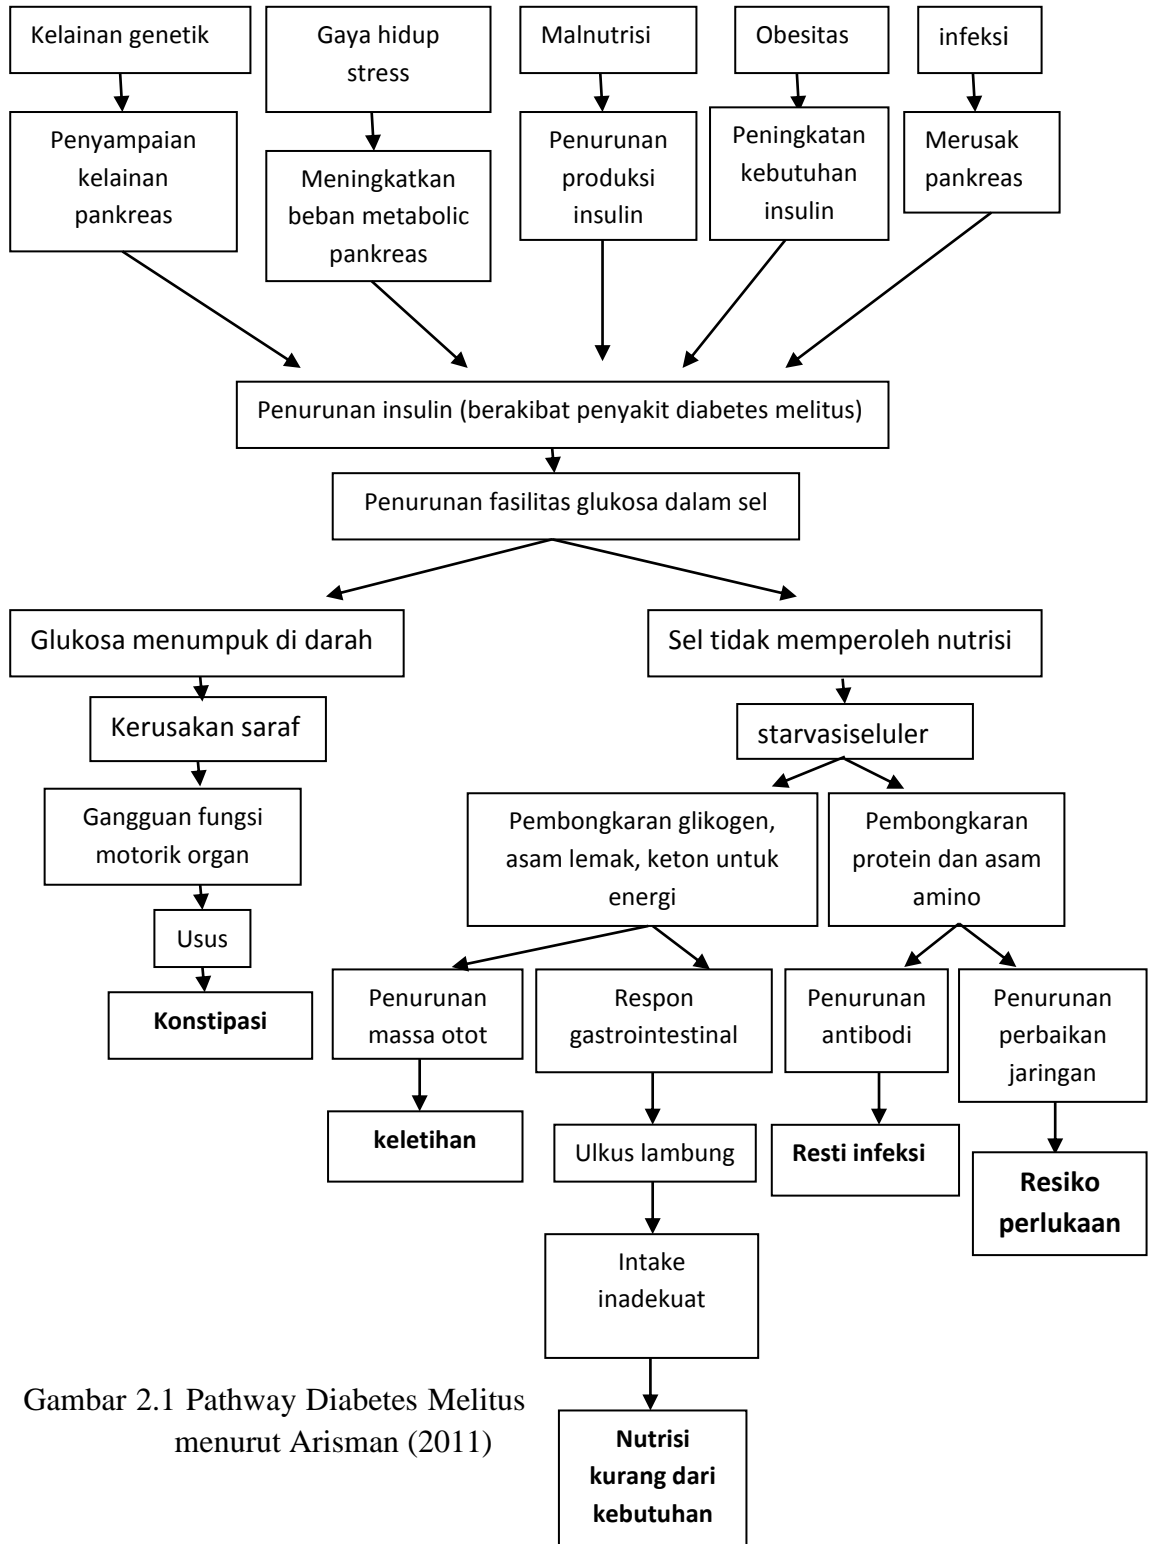 Kelainan genetik
Gaya hidup
stress
Malnutrisi
Obesitas
infeksi
Penyampaian
kelainan
pankreas
Meningkatkan
beban metabolic
pankreas
Penurunan
produksi
insulin
Peningkatan
kebutuhan
insulin
Merusak
pankreas
Penurunan insulin (berakibat penyakit diabetes melitus)
Penurunan fasilitas glukosa dalam sel
Glukosa menumpuk di darah
Sel tidak memperoleh nutrisi
Kerusakan saraf
starvasiseluler
Gangguan fungsi
motorik organ
Pembongkaran glikogen,
asam lemak, keton untuk
energi
Pembongkaran
protein dan asam
amino
Usus
Konstipasi
Penurunan
massa otot
Respon
gastrointestinal
Penurunan
antibodi
Penurunan
perbaikan
jaringan
keletihan
Ulkus lambung
Resti infeksi
Resiko
perlukaan
Intake
inadekuat
Nutrisi
kurang dari
kebutuhan
Gambar 2.1 Pathway Diabetes Melitus
menurut Arisman (2011)